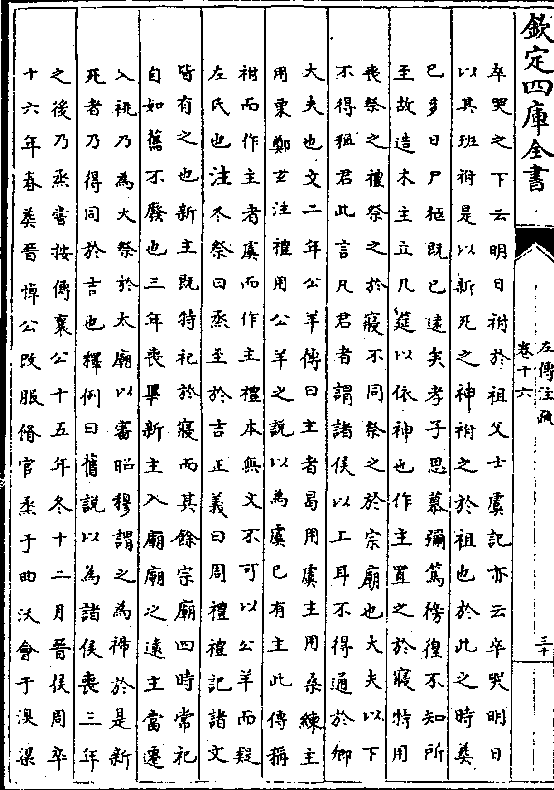 欽定四庫全書
左傳注疏
卷十六
三十
卒哭之下云明日祔於祖父士虞記亦云卒哭明日
以其班祔是以新死之神祔之於祖也於此之時葬
已多日尸柩既已遠矣孝子思慕彌篤徬徨不知所
至故造木主立几筵以依神也作主置之於寢特用
喪祭之禮祭之於寢不同祭之於宗廟也大夫以下
不得稱君此言凡君者謂諸侯以上耳不得通於卿
大夫也文二年公羊傳曰主者曷用虞主用桑練主
用栗鄭玄注禮用公羊之說以為虞已有主此傳稱
祔而作主者虞而作主禮本無文不可以公羊而疑
左氏也注冬祭曰烝至於吉正義曰周禮禮記諸文
皆有之也新主既特祀於寢而其餘宗廟四時常祀
自如舊不廢也三年喪畢新主入廟廟之遠主當遷
入祧乃為大祭於太廟以審昭穆謂之為禘於是新
死者乃得同於吉也釋例曰舊說以為諸侯喪三年
之後乃烝嘗按傳襄公十五年冬十二月晉侯周卒
十六年春葬晉悼公改服脩官烝于曲沃會于溴梁